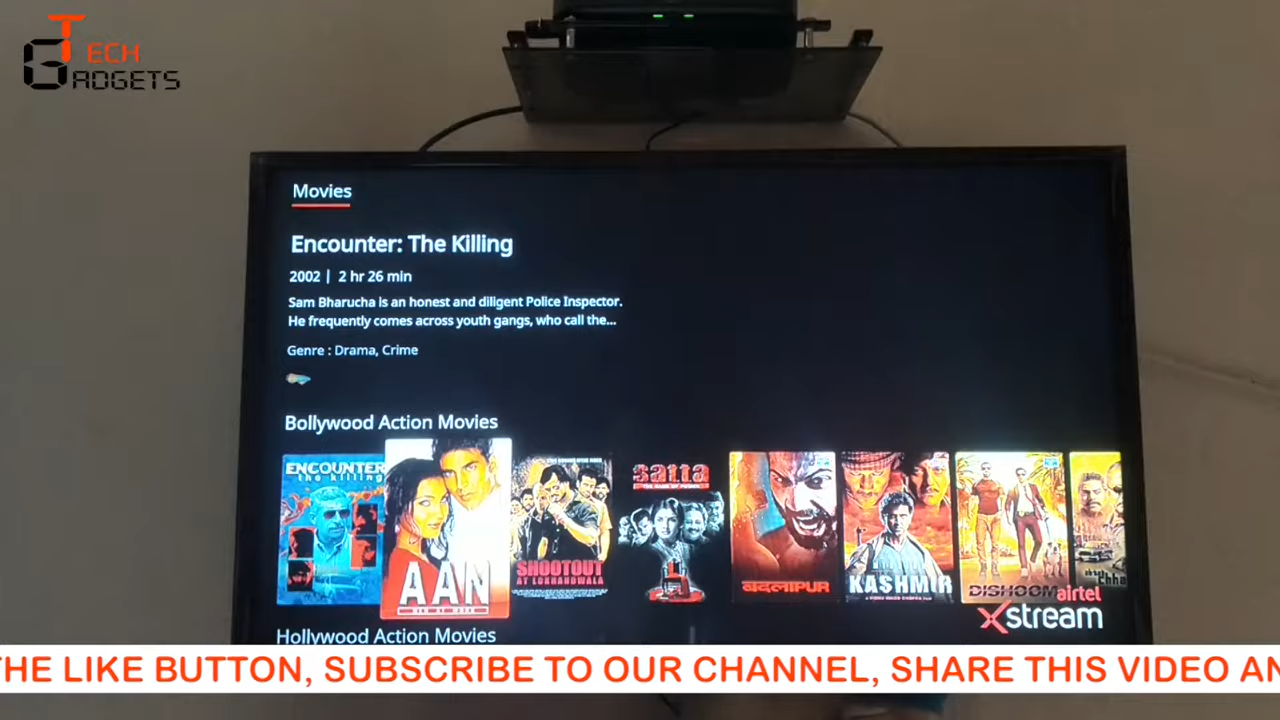 TECH
GADGETS
Movies
Encounter: The Killing
2002 | 2 hr 26 min
Sam Bharucha is an honest and diligent Police Inspector.
He frequently comes across youth gangs, who call the...
Genre : Drama, Crime
Bollywood Action Movies
ENCOUNTER
the killing
AAN
MEN AT WORK
SHOOTOUT
AT LOKHANDWALA
satta
बदलापुर
KASHMIR
DISHOOM
airtel
Xstream
Hollywood Action Movies
THE LIKE BUTTON, SUBSCRIBE TO OUR CHANNEL, SHARE THIS VIDEO AN